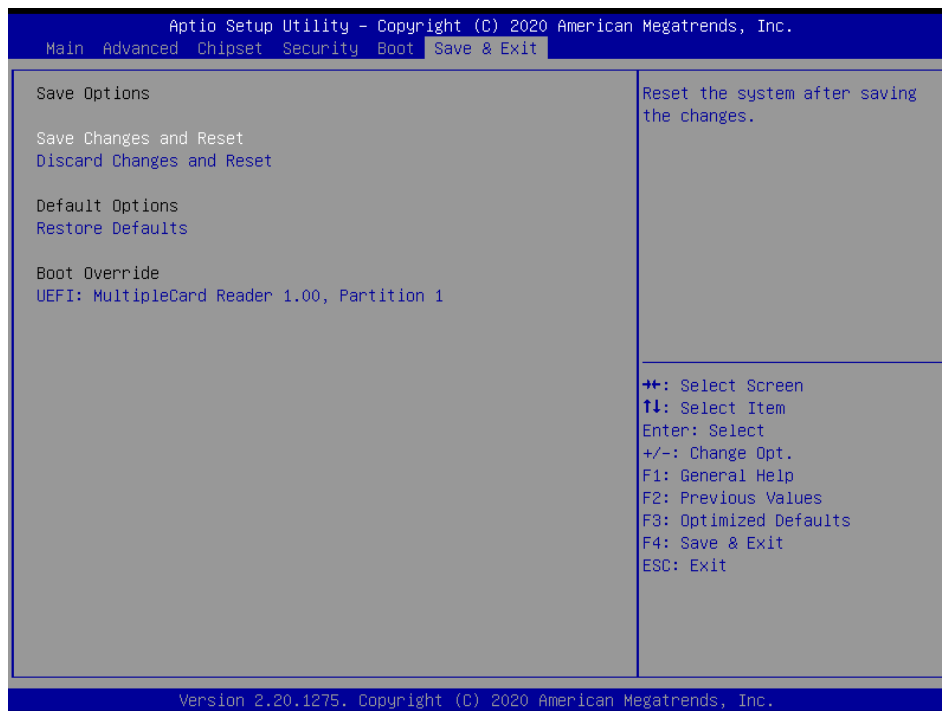 Aptio Setup Utility – Copyright (C) 2020 American Megatrends, Inc.
Main Advanced Chipset Security Boot Save & Exit
Save Options
Save Changes and Reset
Discard Changes and Reset
Default Options
Restore Defaults
Boot Override
UEFI: MultipleCard Reader 1.00, Partition 1
Reset the system after saving
the changes.
→←: Select Screen
↑↓: Select Item
Enter: Select
+/-: Change Opt.
F1: General Help
F2: Previous Values
F3: Optimized Defaults
F4: Save & Exit
ESC: Exit
Version 2.20.1275. Copyright (C) 2020 American Megatrends, Inc.